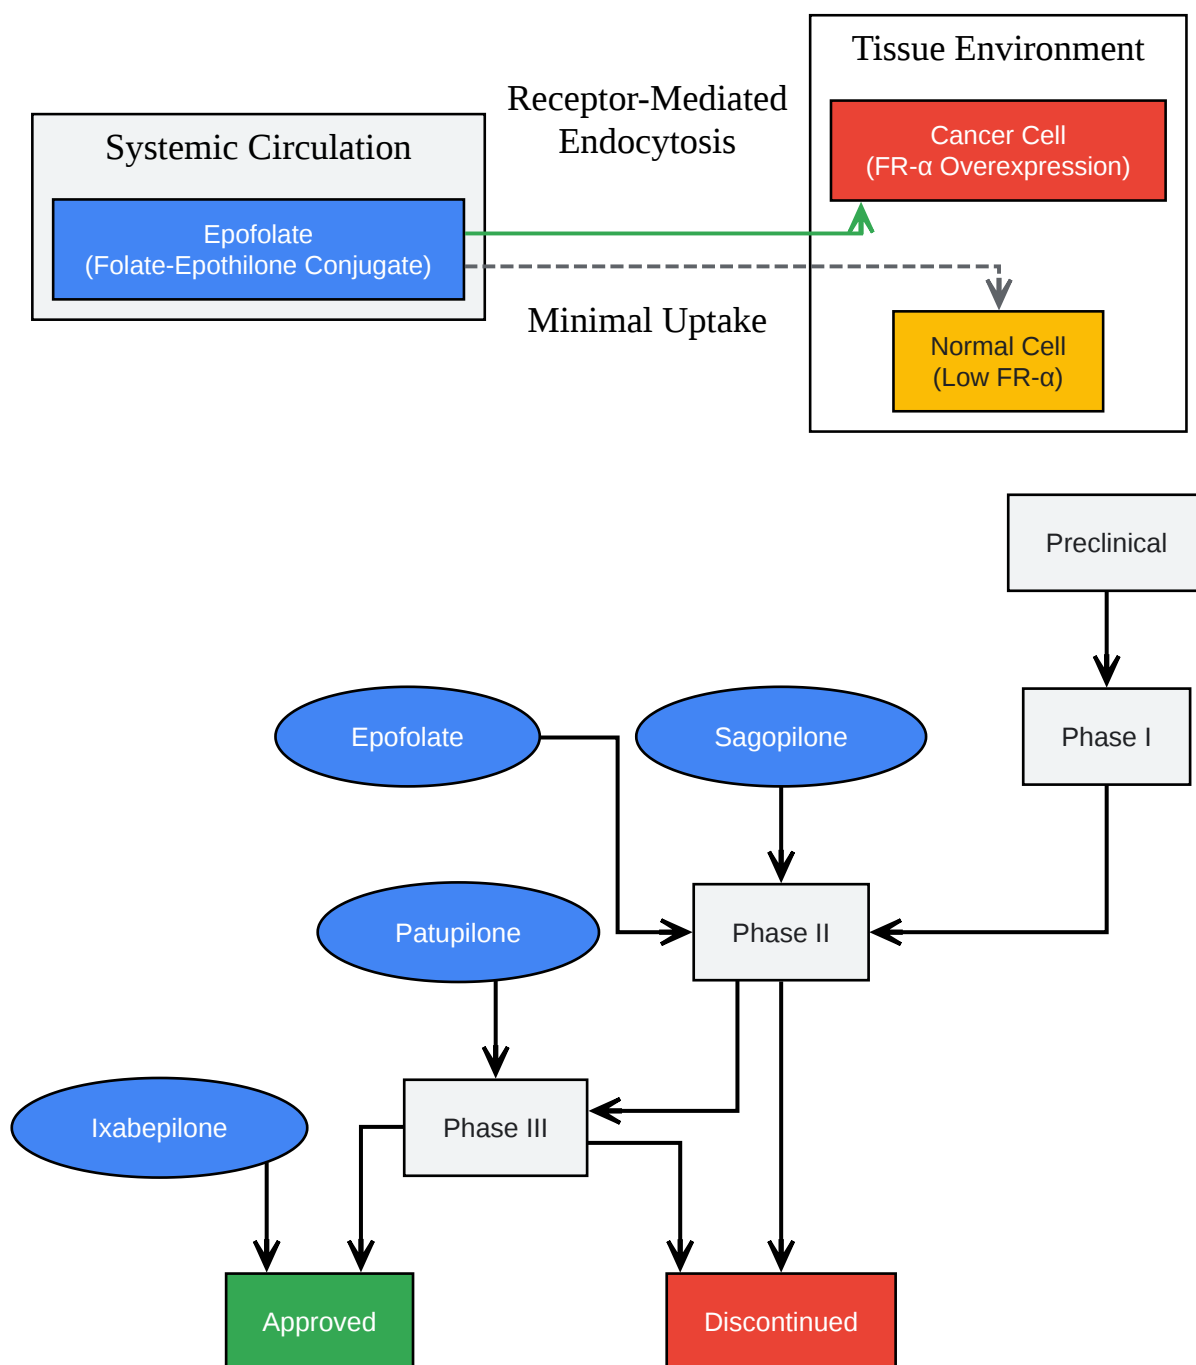 Tissue Environment
Receptor-Mediated
Endocytosis
Systemic Circulation
Cancer Cell
(FR-α Overexpression)
Epofolate
(Folate-Epothilone Conjugate)
Minimal Uptake
Normal Cell
(Low FR-α)
Preclinical
Epofolate
Sagopilone
Phase I
Patupilone
Phase II
Ixabepilone
Phase III
Approved
Discontinued